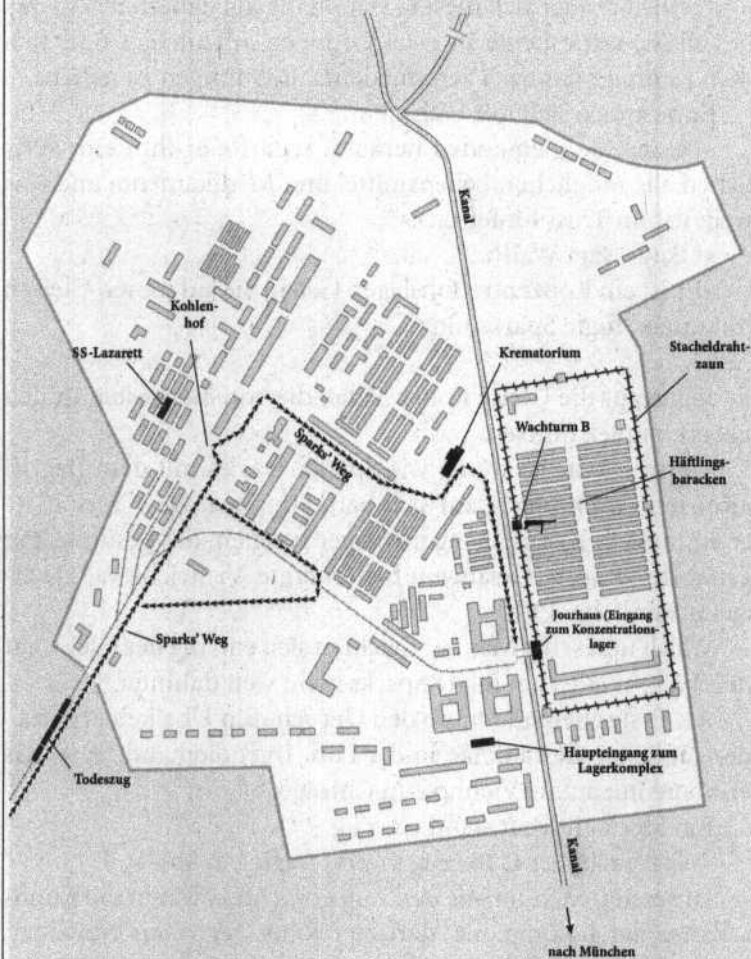 Kanal
Kohlen-
hof
SS-Lazarett
Krematorium
Stacheldraht-
zaun
Wachturm B
Sparks' Weg
Häftlings-
baracken
Jourhaus (Eingang
zum Konzentrations-
lager
Sparks' Weg
Todeszug
Haupteingang zum
Lagerkomplex
Kanal
nach München